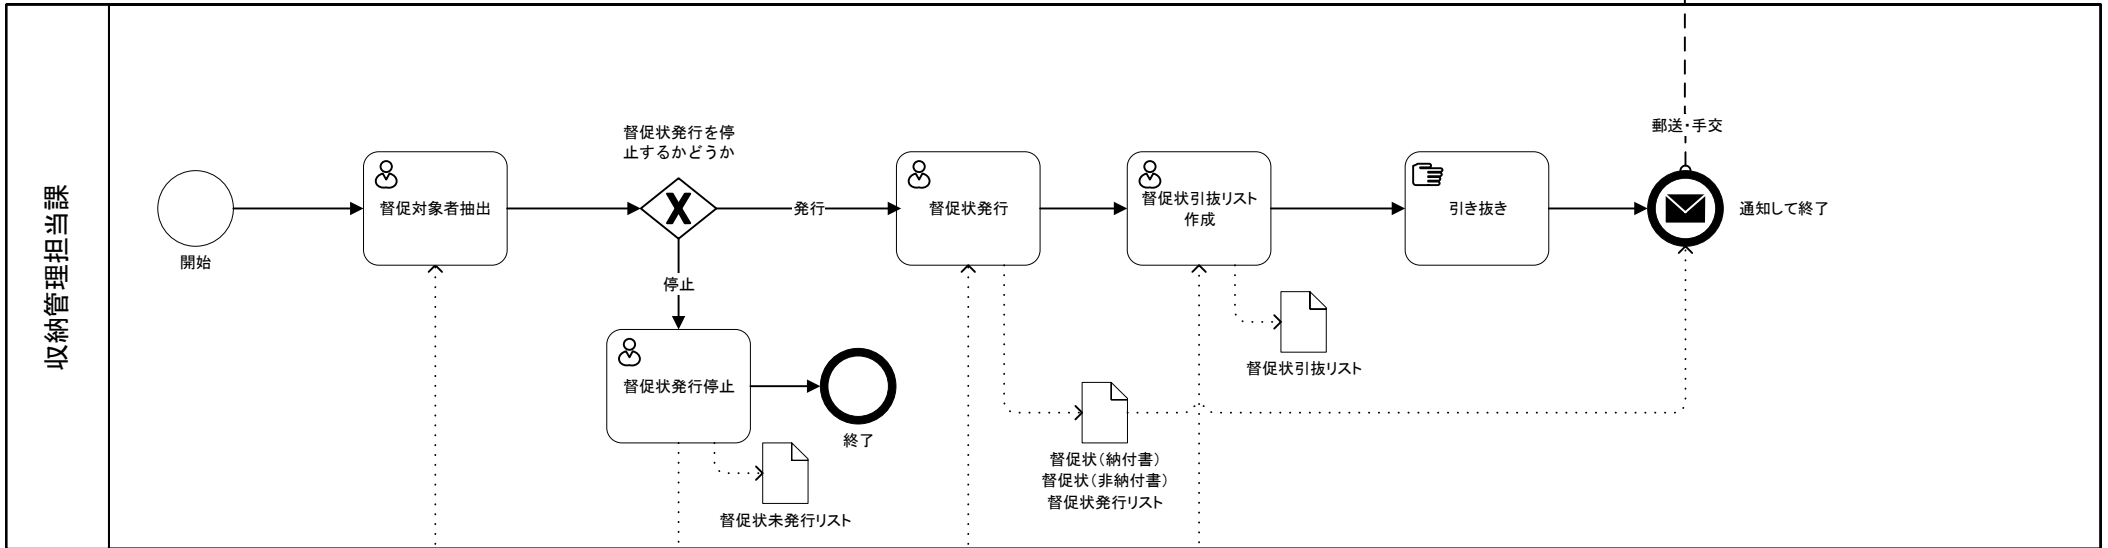 収納管理担当課
開始
督促対象者抽出
督促状発行を停
止するかどうか
発行
停止
督促状発行停止
終了
督促状未発行リスト
督促状発行
督促状(納付書)
督促状(非納付書)
督促状発行リスト
督促状引抜リスト
作成
督促状引抜リスト
引き抜き
郵送・手交
通知して終了